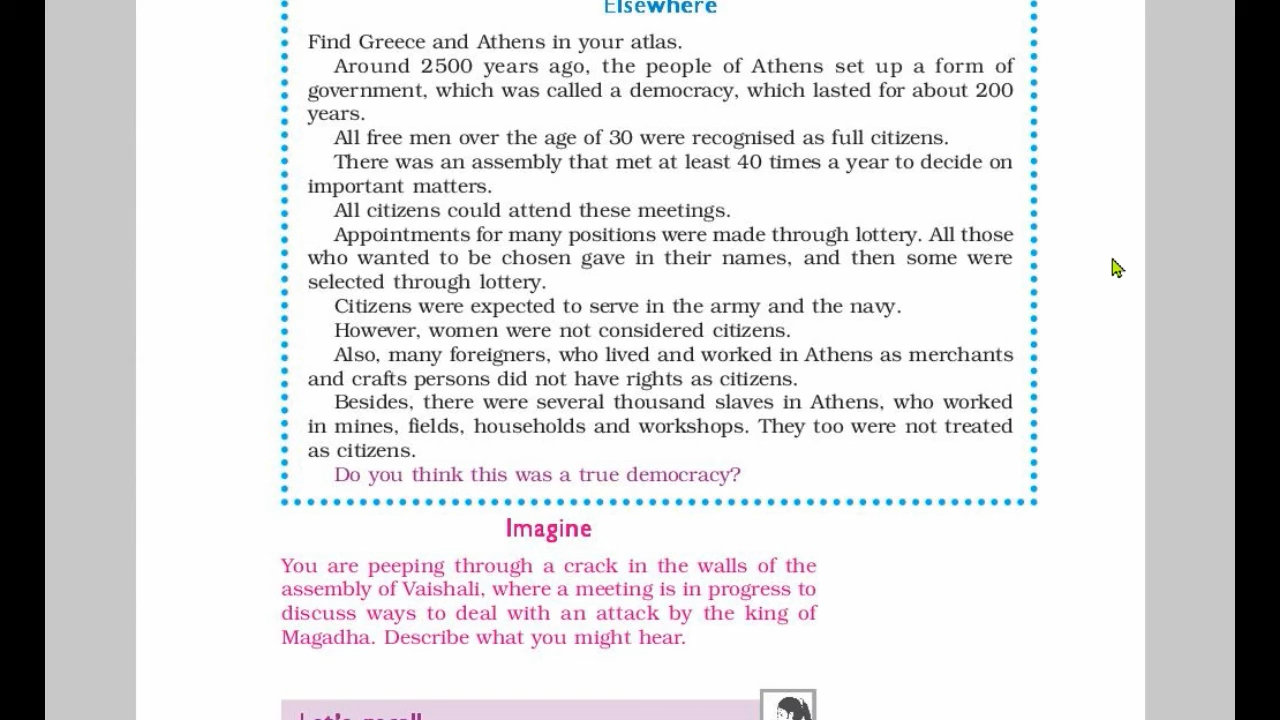 Elsewhere
Find Greece and Athens in your atlas.
Around 2500 years ago, the people of Athens set up a form of
government, which was called a democracy, which lasted for about 200
years.
All free men over the age of 30 were recognised as full citizens.
There was an assembly that met at least 40 times a year to decide on
important matters.
All citizens could attend these meetings.
Appointments for many positions were made through lottery. All those
who wanted to be chosen gave in their names, and then some were
selected through lottery.
Citizens were expected to serve in the army and the navy.
However, women were not considered citizens.
Also, many foreigners, who lived and worked in Athens as merchants
and crafts persons did not have rights as citizens.
Besides, there were several thousand slaves in Athens, who worked
in mines, fields, households and workshops. They too were not treated
as citizens.
Do you think this was a true democracy?
Imagine
You are peeping through a crack in the walls of the
assembly of Vaishali, where a meeting is in progress to
discuss ways to deal with an attack by the king of
Magadha. Describe what you might hear.
Let's recall